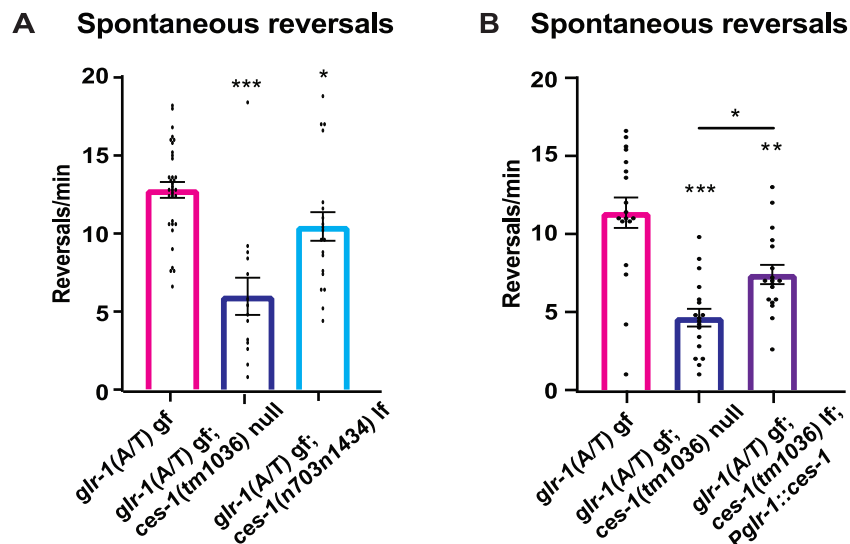 A Spontaneous reversals
Reversals/min
20
15
10
5
0
***
*
glr-1(A/T) gf
glr-1(A/T) gf;
ces-1(tm1036) null
glr-1(A/T) gf;
ces-1(n703n1434) lf
B Spontaneous reversals
Reversals/min
20
15
10
5
0
*
***
**
glr-1(A/T) gf
glr-1(A/T) gf;
ces-1(tm1036) null
glr-1(A/T) gf;
ces-1(tm1036) lf;
Pglr-1::ces-1